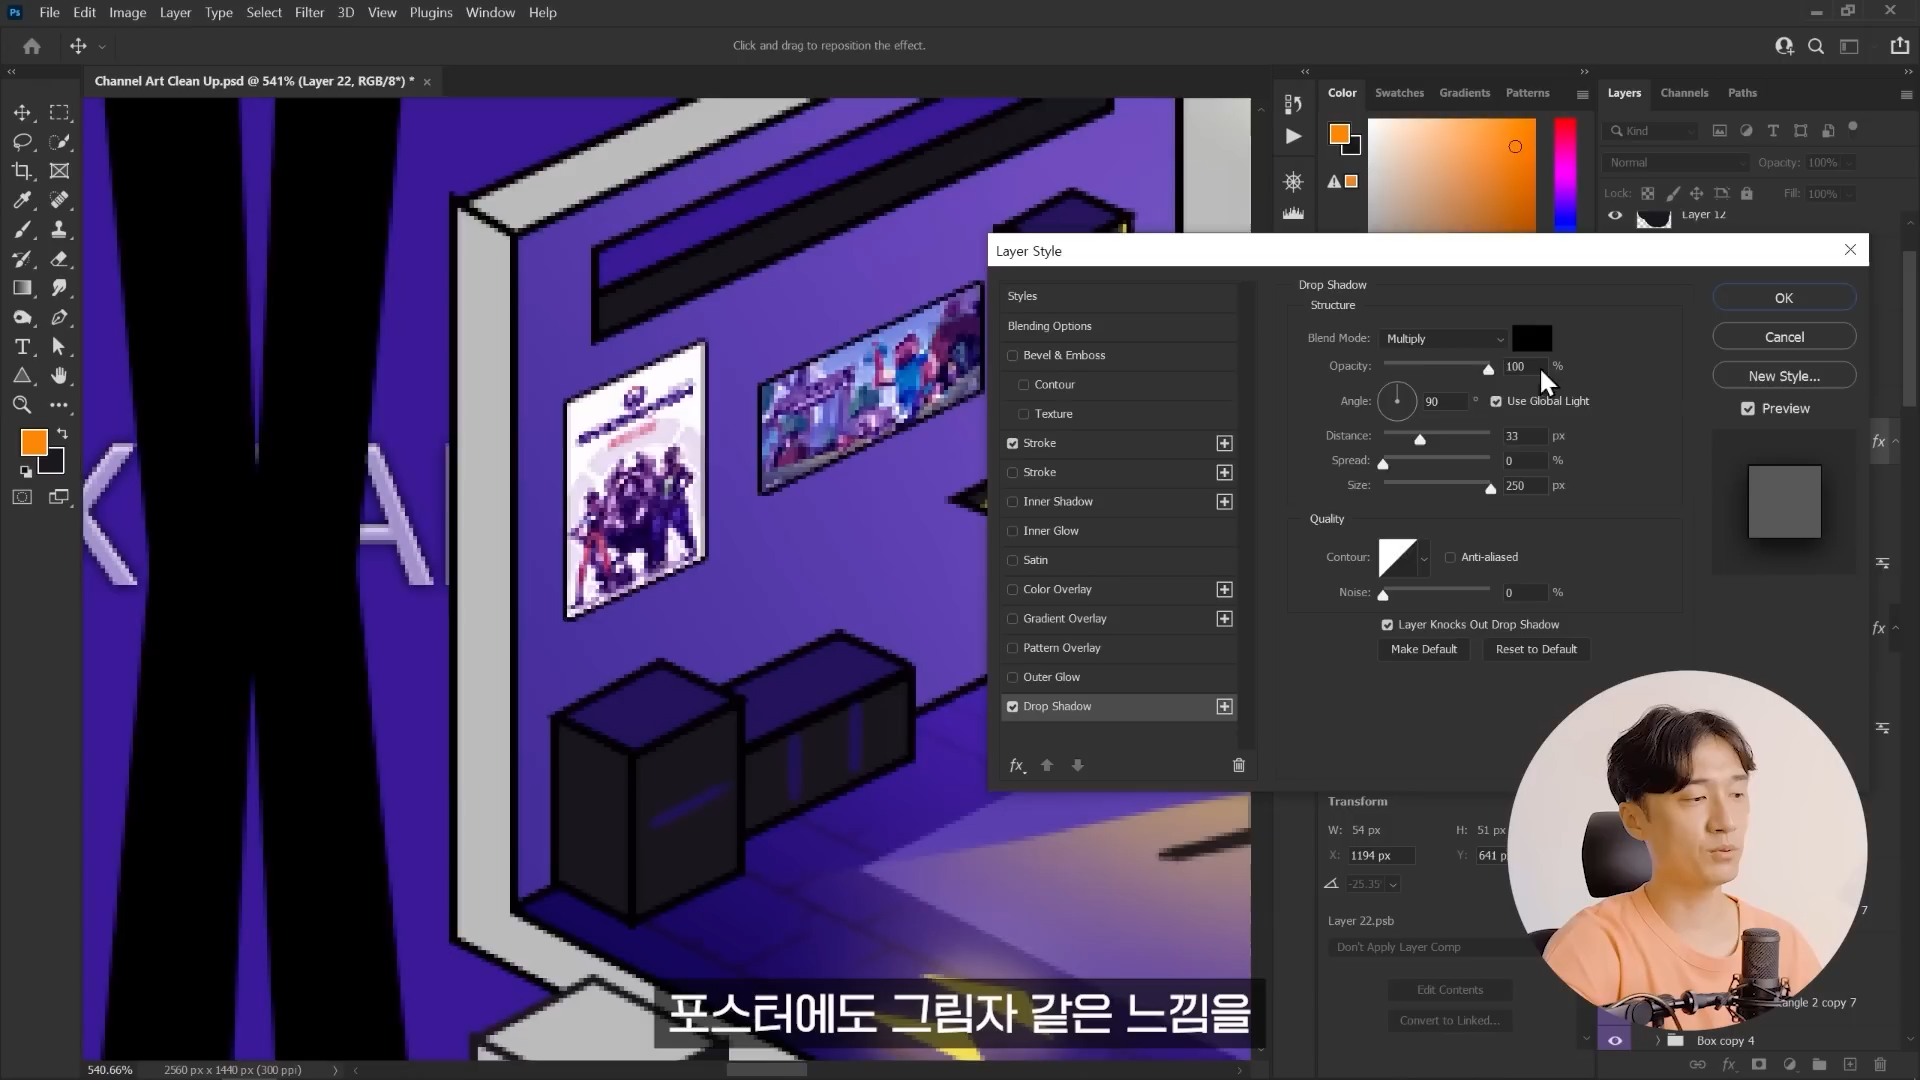 Ps File Edit Image Layer Type Select Filter 3D View Plugins Window Help
Click and drag to reposition the effect.
Channel Art Clean Up.psd @ 541% (Layer 22, RGB/8*) *
Color Swatches Gradients Patterns
Layers Channels Paths
Kind
Normal Opacity: 100%
Lock: Fill: 100%
Layer 12
Layer Style
Styles
Blending Options
Bevel & Emboss
Contour
Texture
Stroke
Stroke
Inner Shadow
Inner Glow
Satin
Color Overlay
Gradient Overlay
Pattern Overlay
Outer Glow
Drop Shadow
fx
Drop Shadow
Structure
Blend Mode: Multiply
Opacity: 100 %
Angle: 90 ° Use Global Light
Distance: 33 px
Spread: 0 %
Size: 250 px
Quality
Contour: Anti-aliased
Noise: 0 %
Layer Knocks Out Drop Shadow
Make Default Reset to Default
OK
Cancel
New Style...
Preview
fx
fx
K A
Transform
W: 54 px H: 51 px
X: 1194 px Y: 641 p
-25.35°
Layer 22.psb
Don't Apply Layer Comp
Edit Contents
Convert to Linked...
7
angle 2 copy 7
Box copy 4
fx
포스터에도 그림자 같은 느낌을
540.66% 2560 px x 1440 px (300 ppi)